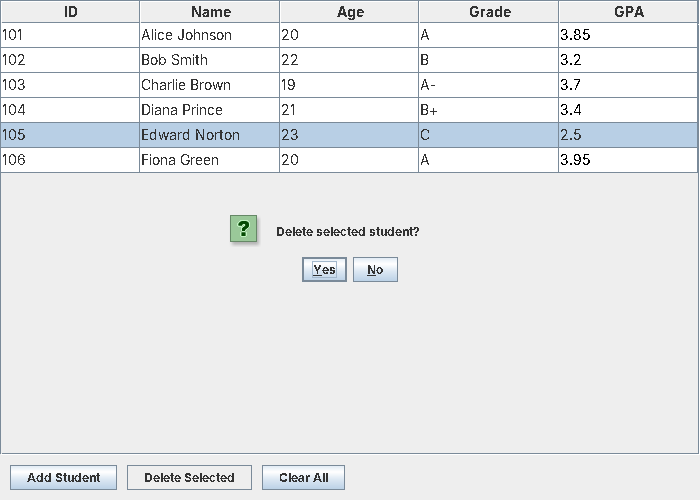 ID Name Age Grade GPA
101 Alice Johnson 20 A 3.85
102 Bob Smith 22 B 3.2
103 Charlie Brown 19 A- 3.7
104 Diana Prince 21 B+ 3.4
105 Edward Norton 23 C 2.5
106 Fiona Green 20 A 3.95
? Delete selected student?
Yes No
Add Student Delete Selected Clear All